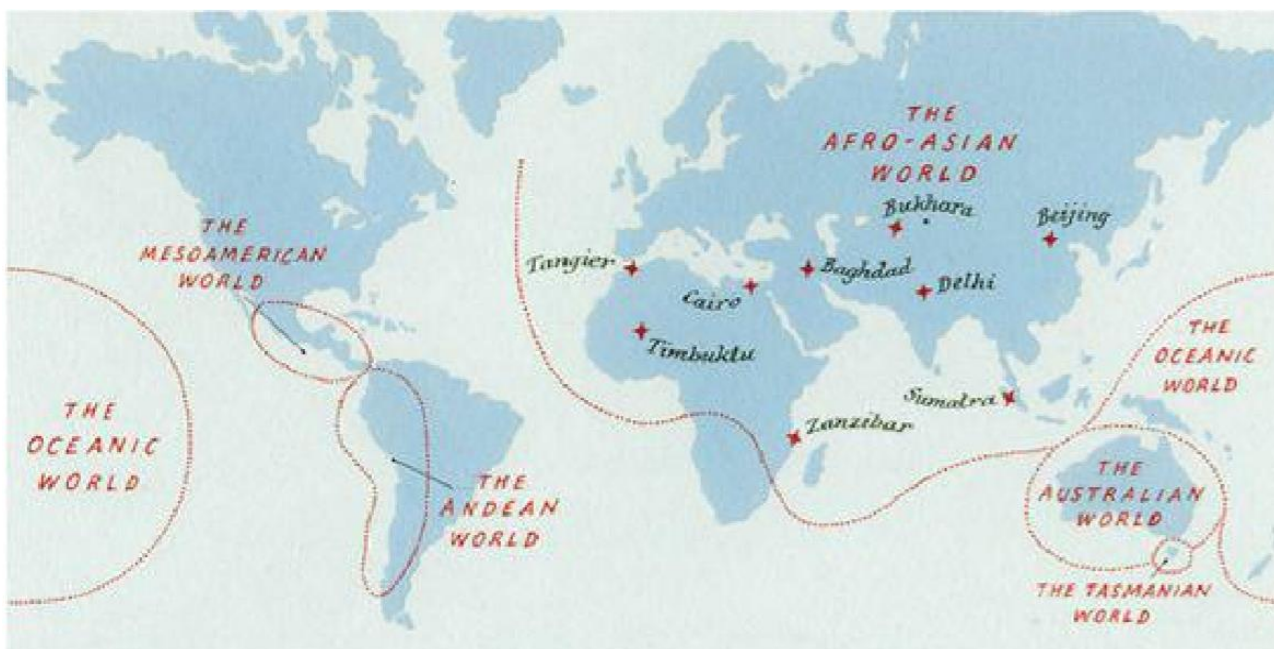 THE
AFRO-ASIAN
WORLD
Bukhara
Beijing
THE
MESOAMERICAN
WORLD
Tangier
Baghdad
Cairo
Delhi
Timbuktu
THE
OCEANIC
WORLD
Sumatra
Zanzibar
THE
OCEANIC
WORLD
THE
ANDEAN
WORLD
THE
AUSTRALIAN
WORLD
THE TASMANIAN
WORLD